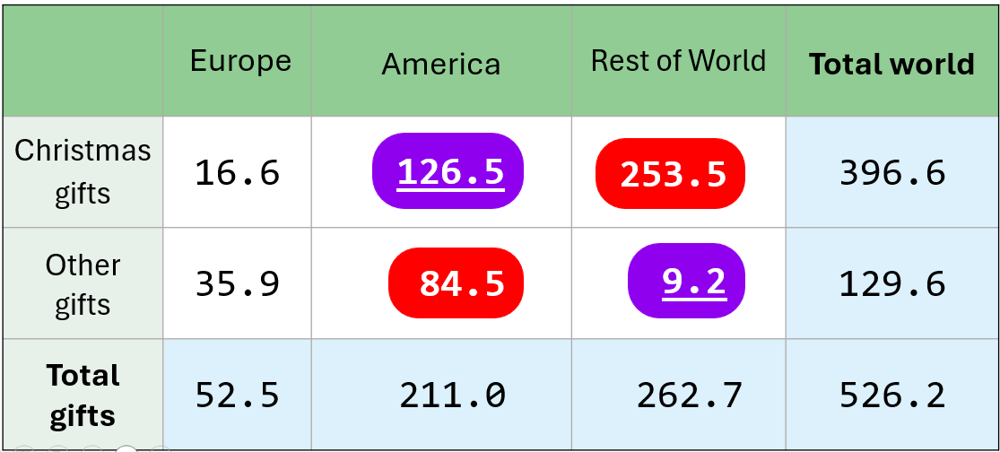 Europe America Rest of World Total world
Christmas gifts 16.6 126.5 253.5 396.6
Other gifts 35.9 84.5 9.2 129.6
Total gifts 52.5 211.0 262.7 526.2